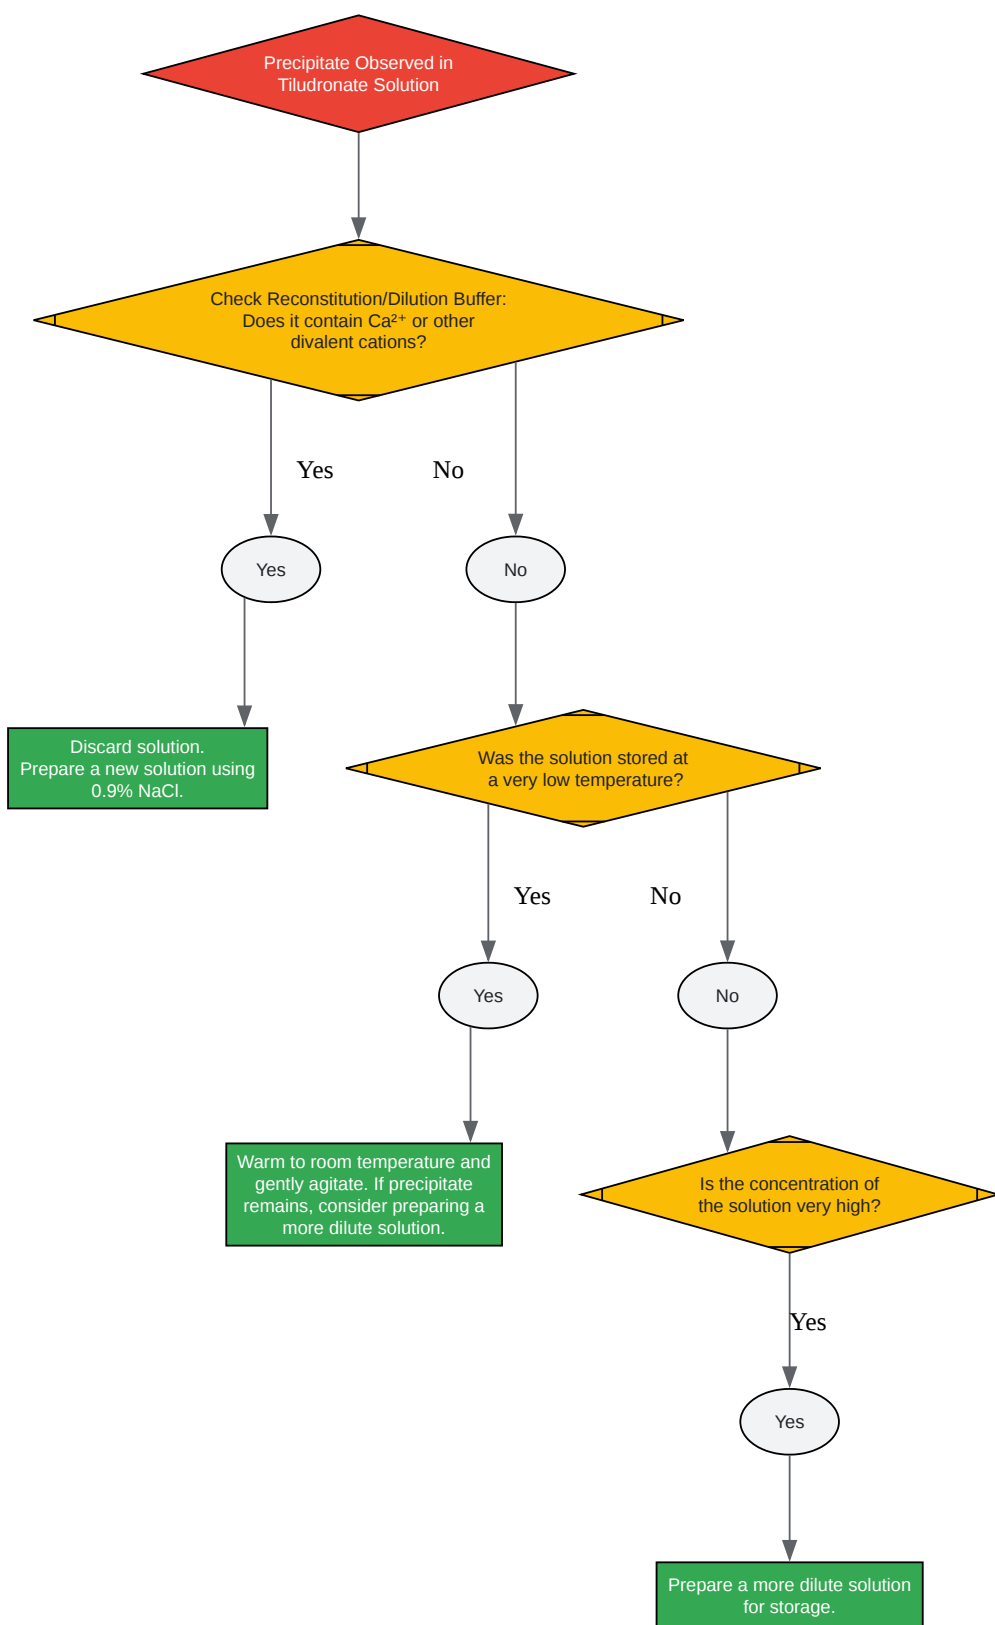 Precipitate Observed in
Tiludronate Solution
Check Reconstitution/Dilution Buffer:
Does it contain Ca²⁺ or other
divalent cations?
Yes
No
Yes
No
Discard solution.
Prepare a new solution using
0.9% NaCl.
Was the solution stored at
a very low temperature?
Yes
No
Yes
No
Warm to room temperature and
gently agitate. If precipitate
remains, consider preparing a
more dilute solution.
Is the concentration of
the solution very high?
Yes
Yes
Prepare a more dilute solution
for storage.